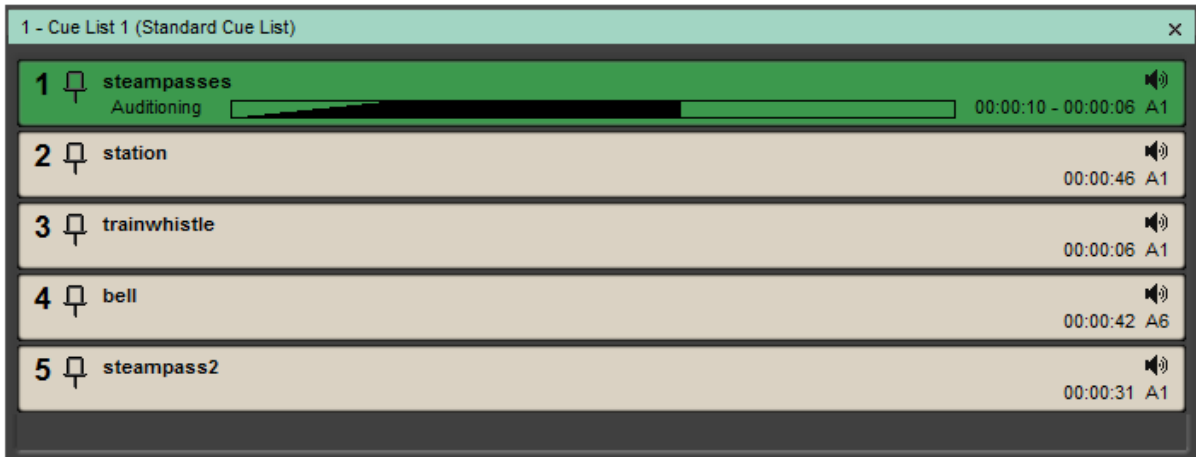 1 - Cue List 1 (Standard Cue List)
1 steampasses
Auditioning 00:00:10 - 00:00:06 A1
2 station
00:00:46 A1
3 trainwhistle
00:00:06 A1
4 bell
00:00:42 A6
5 steampass2
00:00:31 A1